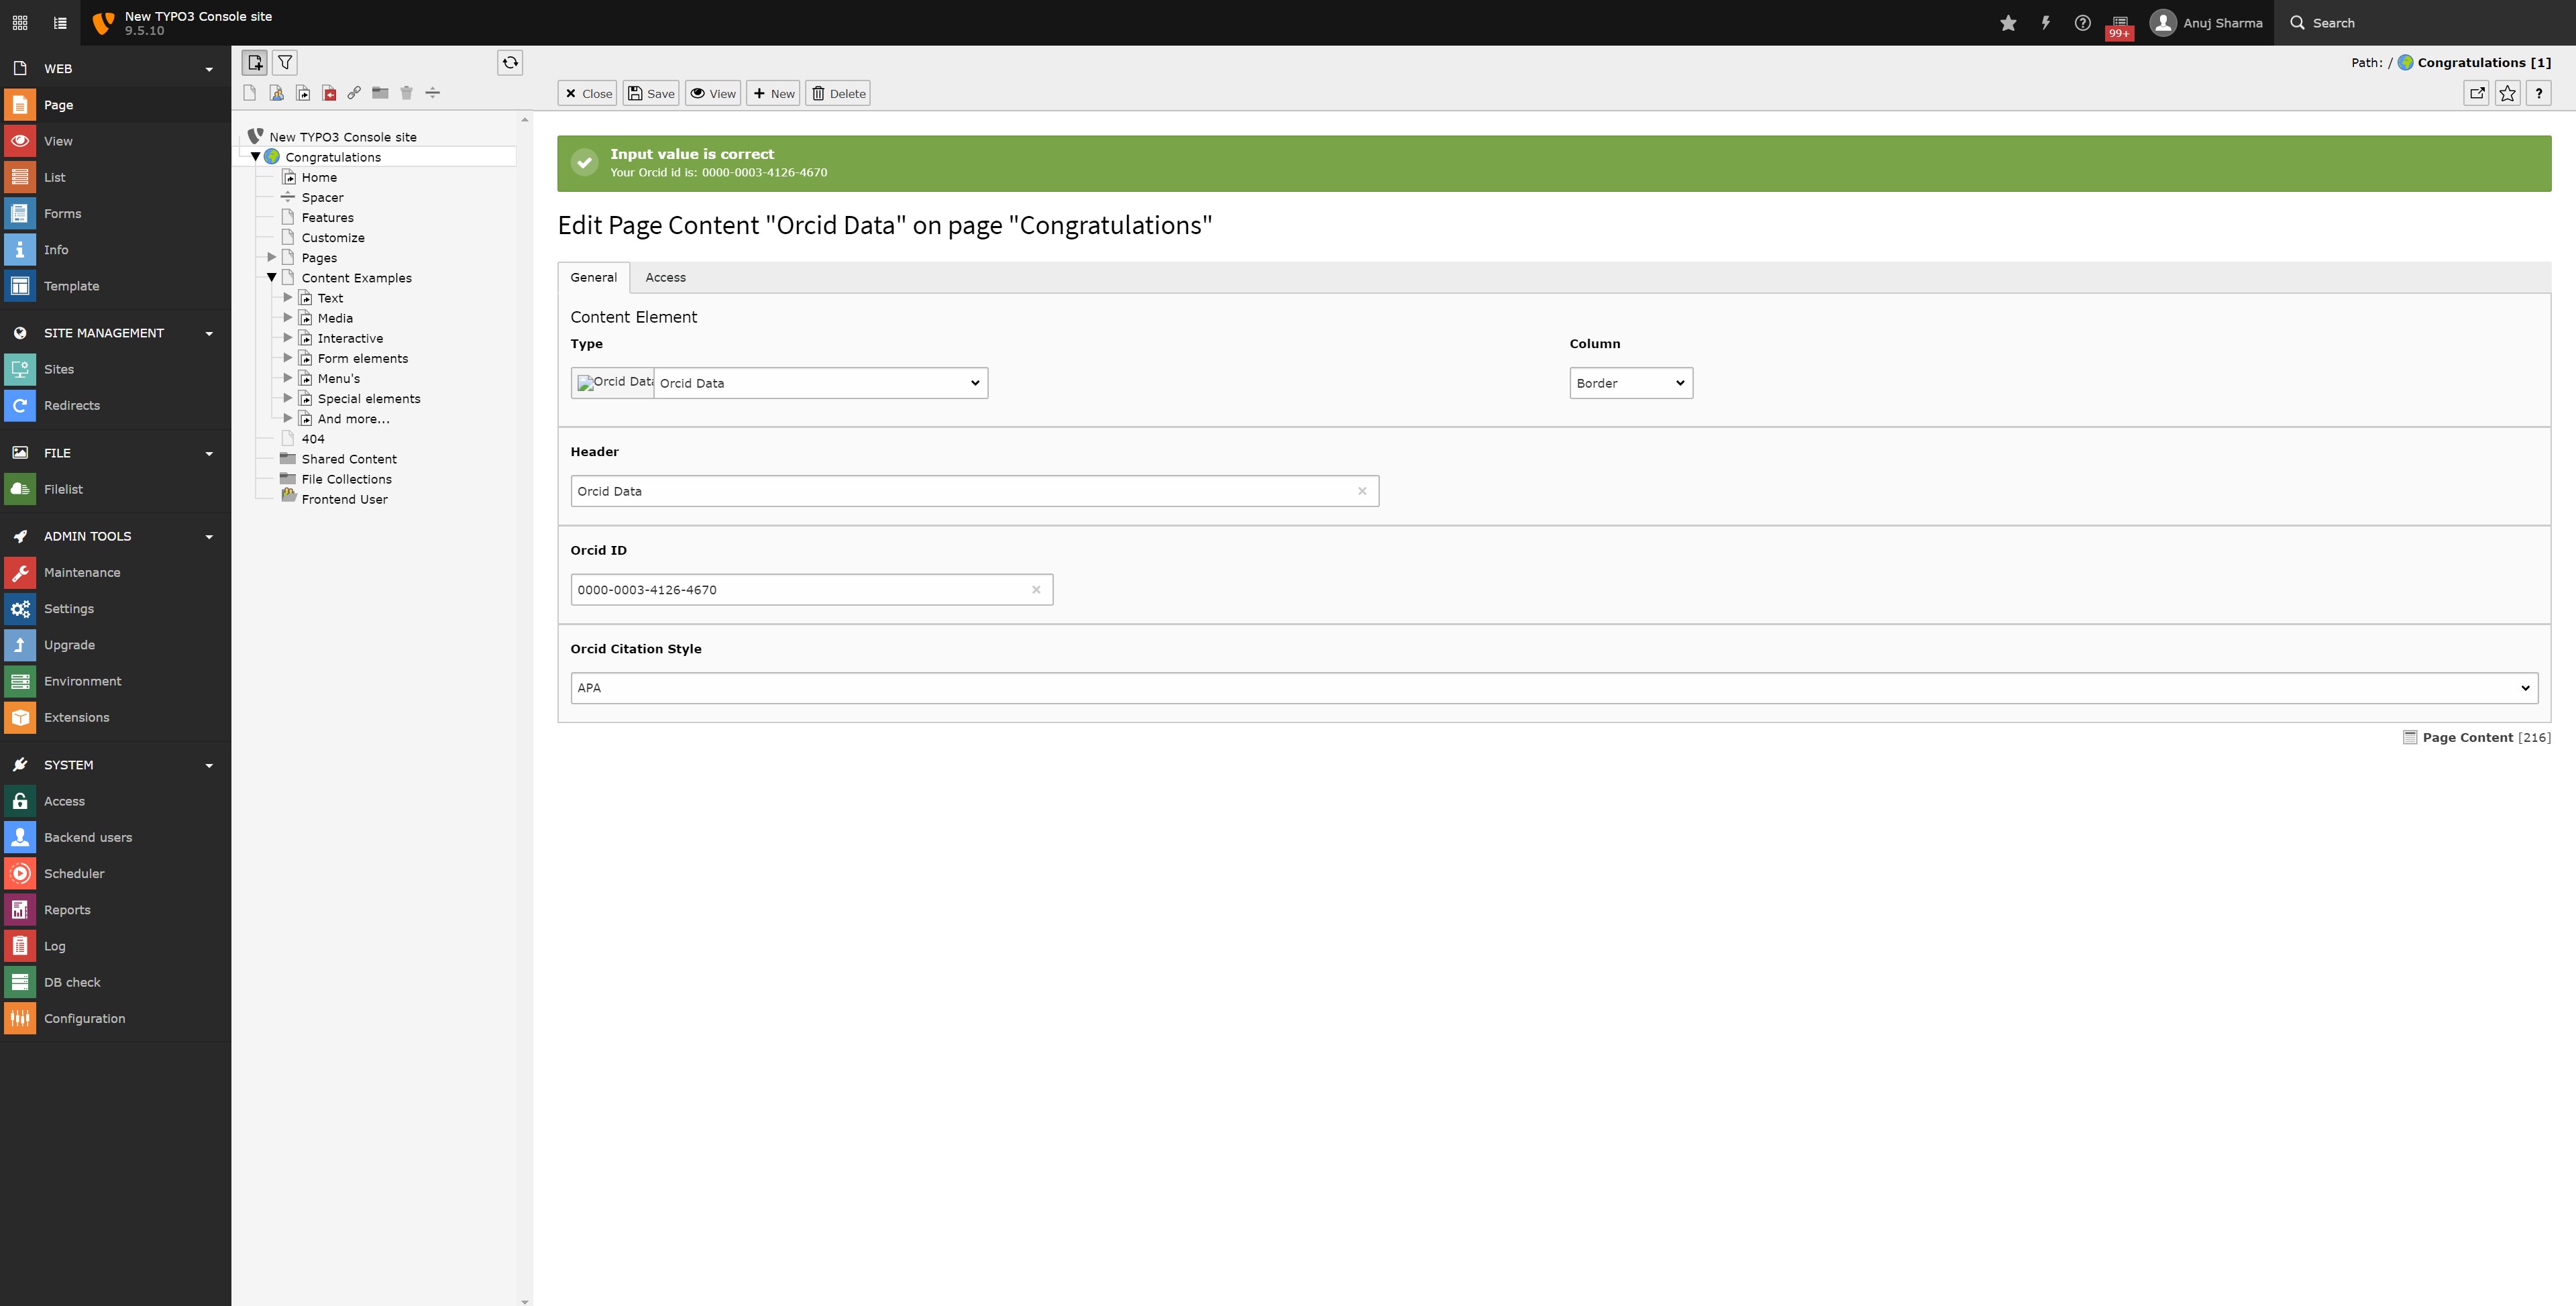 New TYPO3 Console site
9.5.10
99+
Anuj Sharma
Search
WEB
Page
View
List
Forms
Info
Template
SITE MANAGEMENT
Sites
Redirects
FILE
Filelist
ADMIN TOOLS
Maintenance
Settings
Upgrade
Environment
Extensions
SYSTEM
Access
Backend users
Scheduler
Reports
Log
DB check
Configuration
New TYPO3 Console site
Congratulations
Home
Spacer
Features
Customize
Pages
Content Examples
Text
Media
Interactive
Form elements
Menu's
Special elements
And more...
404
Shared Content
File Collections
Frontend User
Path: / Congratulations [1]
Close Save View New Delete ?
Input value is correct
Your Orcid id is: 0000-0003-4126-4670
Edit Page Content "Orcid Data" on page "Congratulations"
General Access
Content Element
Type Column
Orcid Data Orcid Data Border
Header
Orcid Data
Orcid ID
0000-0003-4126-4670
Orcid Citation Style
APA
Page Content [216]